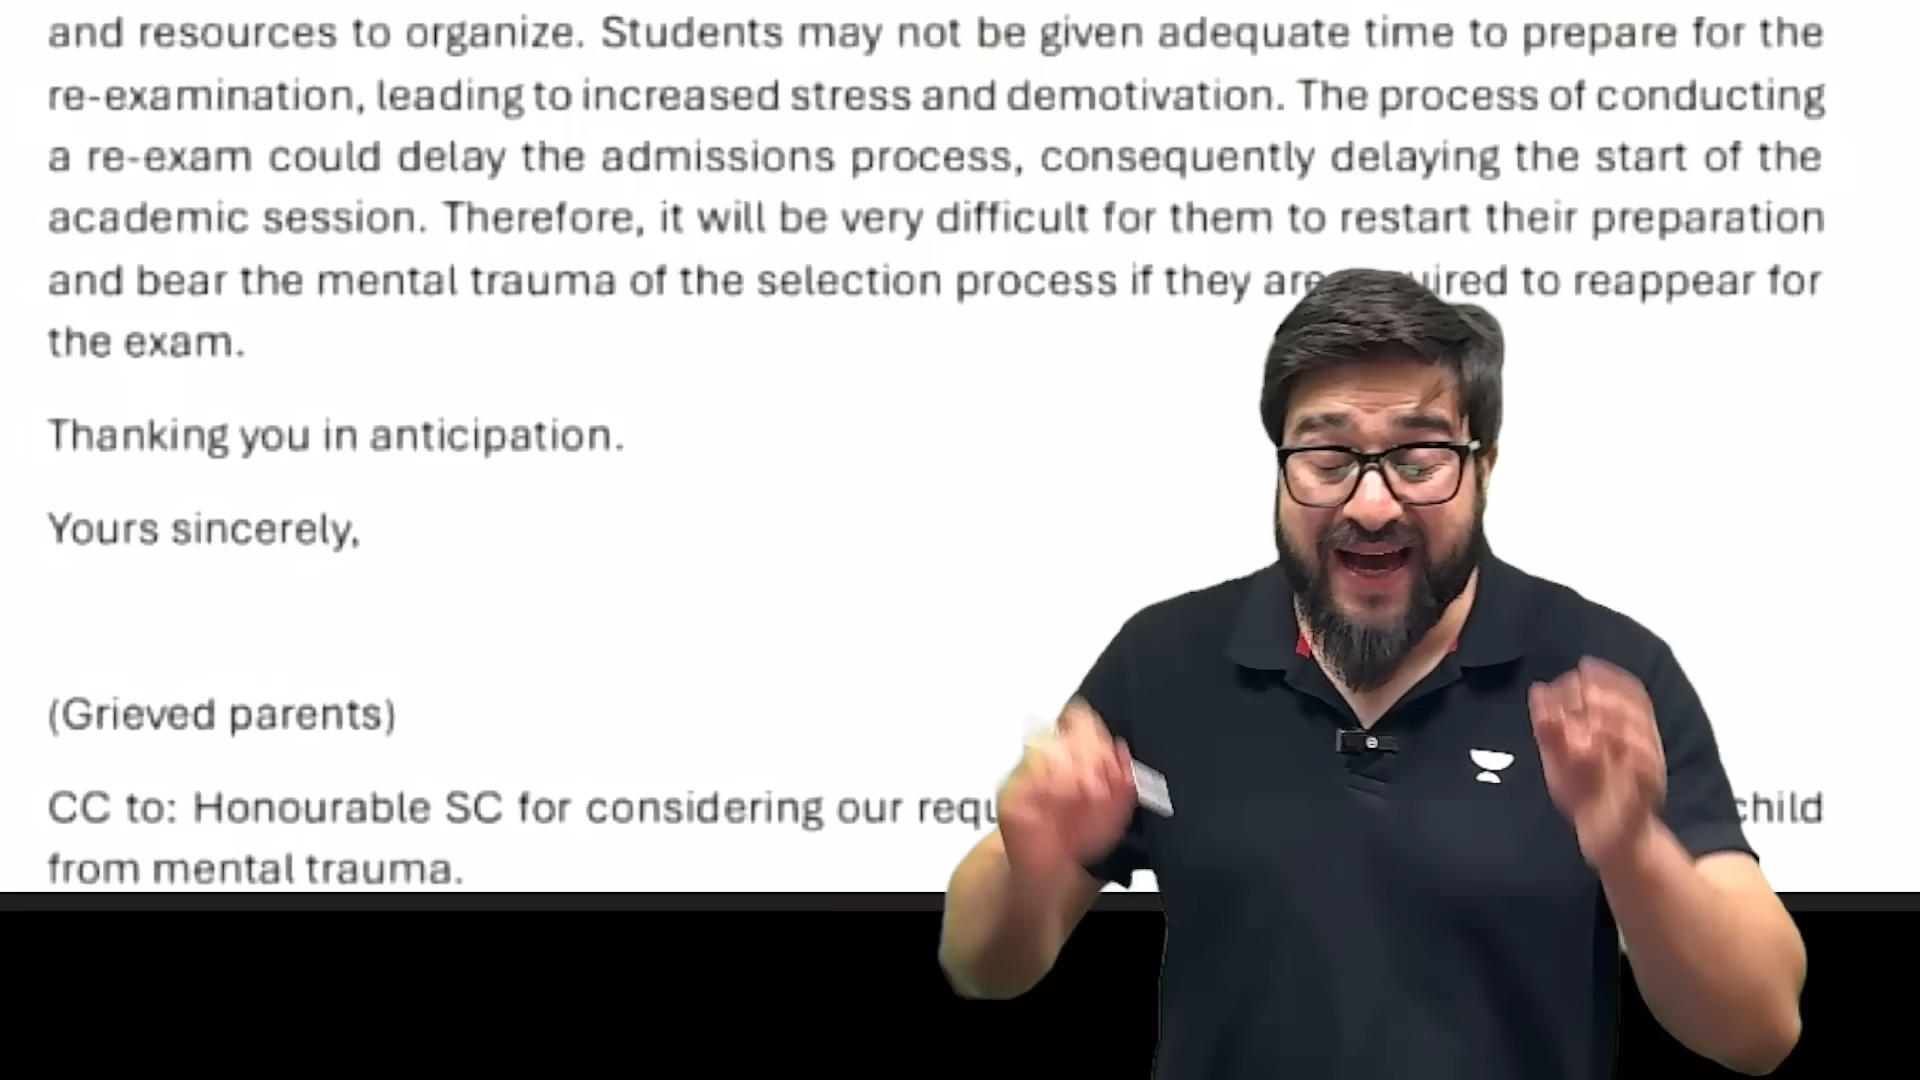 and resources to organize. Students may not be given adequate time to prepare for the
re-examination, leading to increased stress and demotivation. The process of conducting
a re-exam could delay the admissions process, consequently delaying the start of the
academic session. Therefore, it will be very difficult for them to restart their preparation
and bear the mental trauma of the selection process if they are to reappear for
the exam.
Thanking you in anticipation.
Yours sincerely,
(Grieved parents)
CC to: Honourable SC for considering our child
from mental trauma.